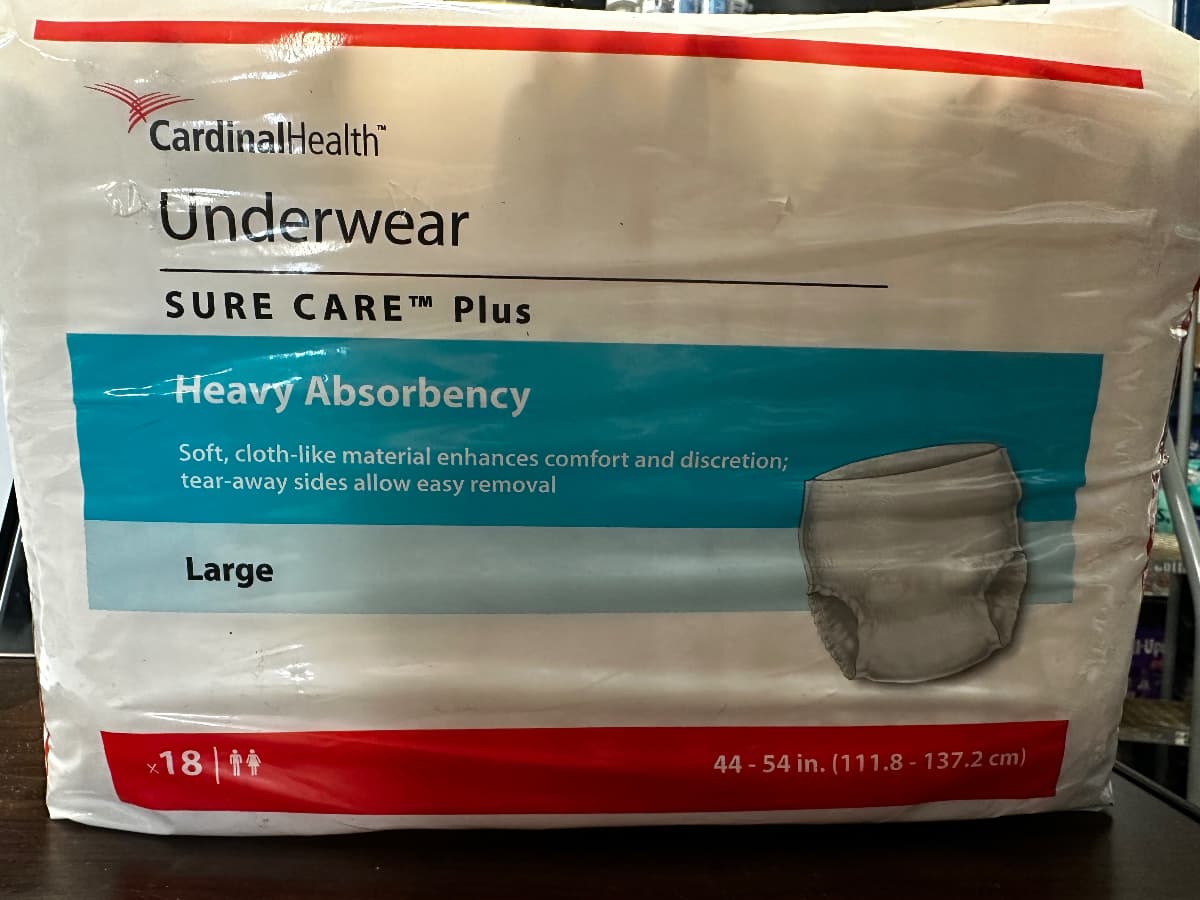 CardinalHealth™
Underwear
SURE CARE™ Plus
Heavy Absorbency
Soft, cloth-like material enhances comfort and discretion;
tear-away sides allow easy removal
Large
x18
44 - 54 in. (111.8 - 137.2 cm)